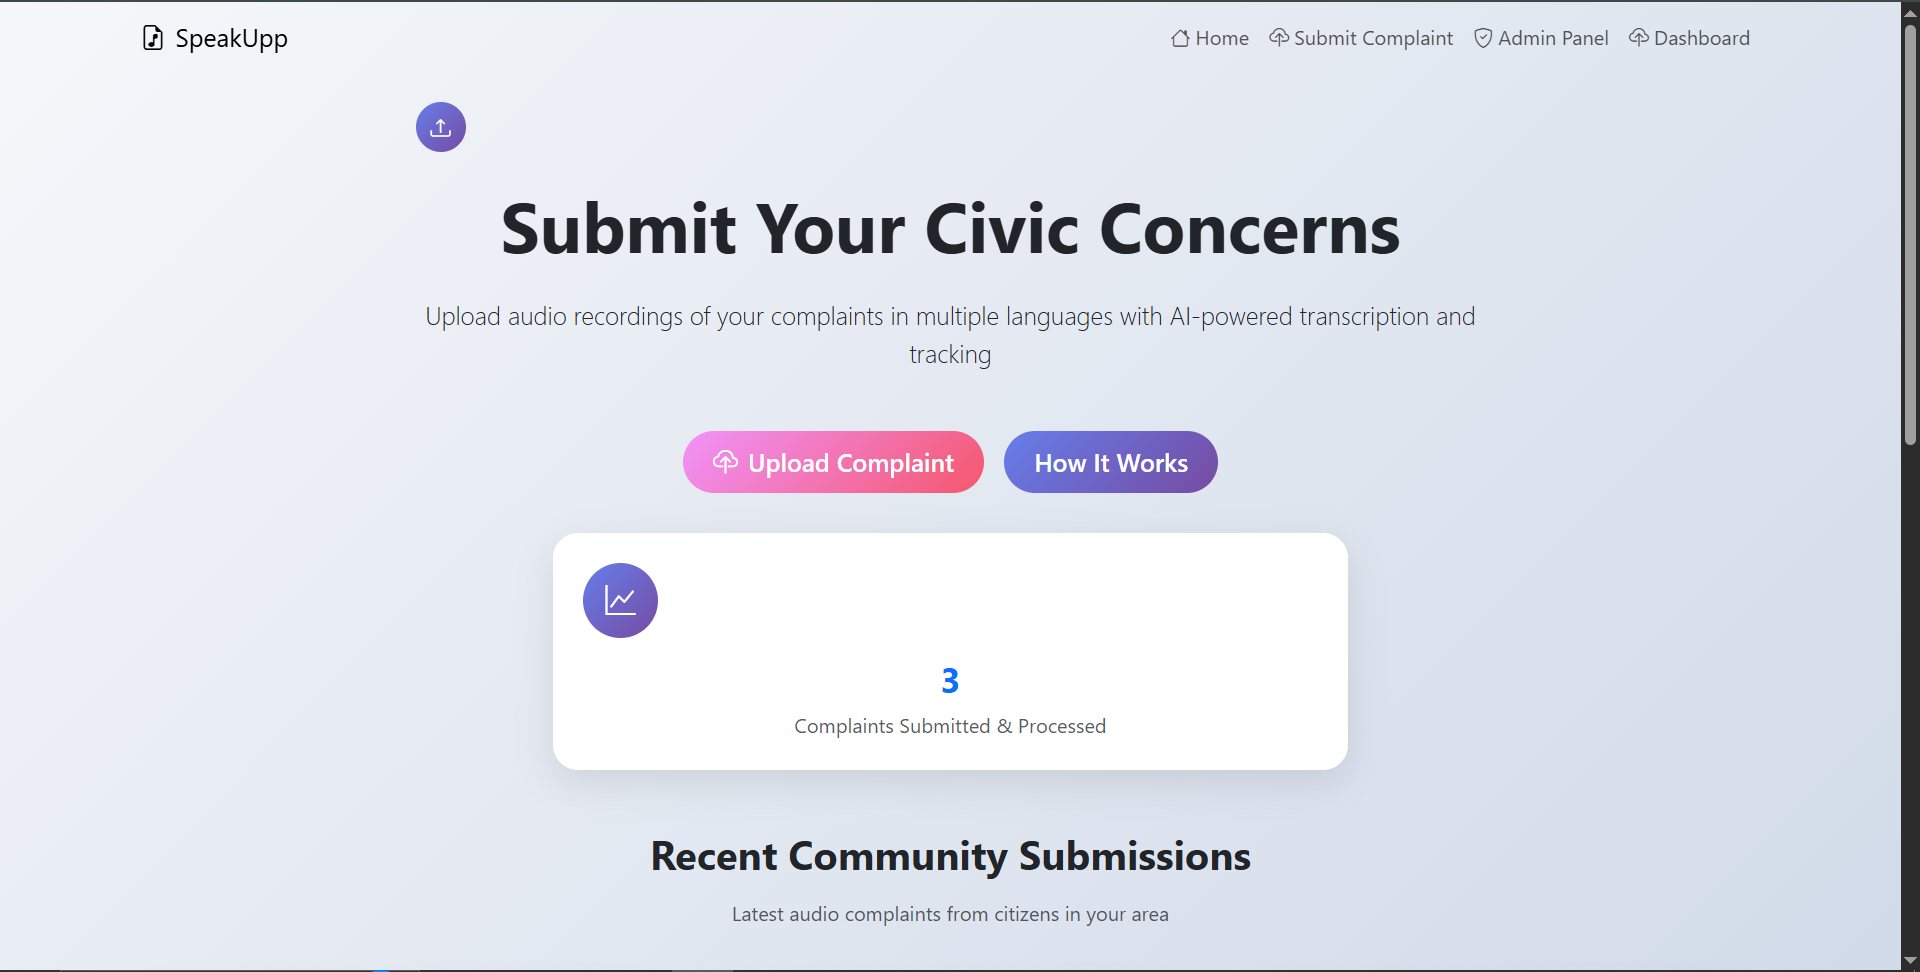 SpeakUpp
Home Submit Complaint Admin Panel Dashboard
Submit Your Civic Concerns
Upload audio recordings of your complaints in multiple languages with AI-powered transcription and
tracking
Upload Complaint How It Works
3
Complaints Submitted & Processed
Recent Community Submissions
Latest audio complaints from citizens in your area